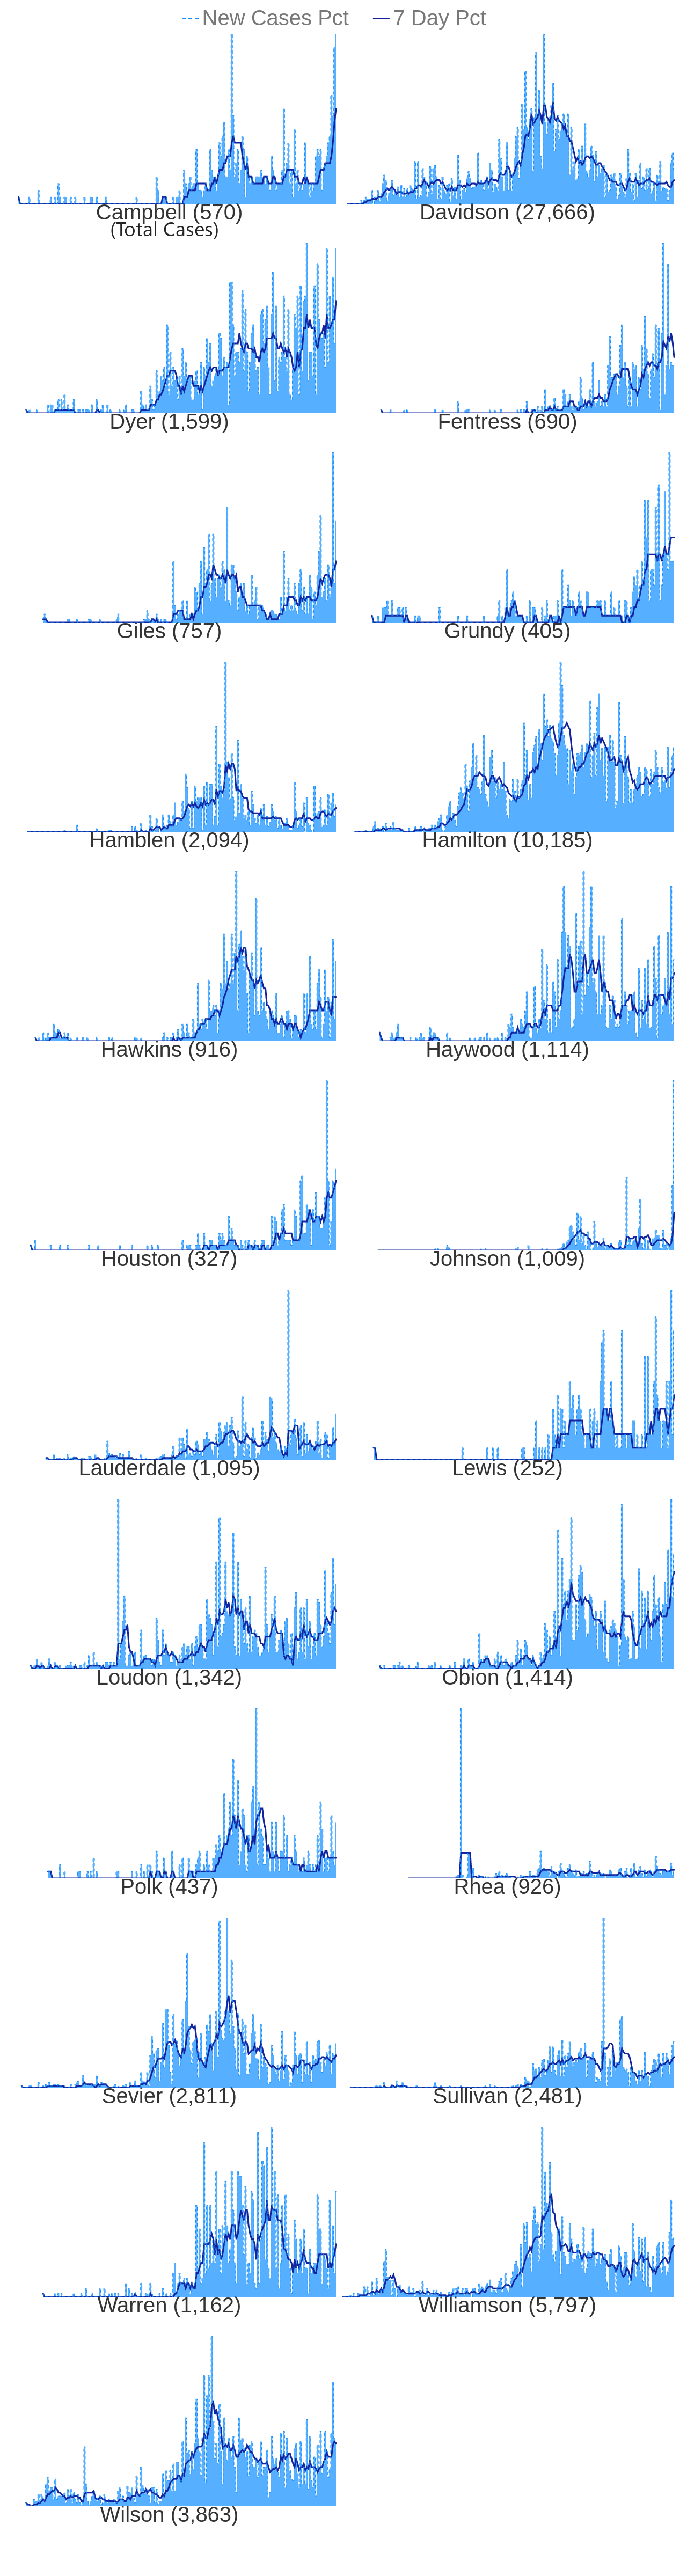 New Cases Pct 7 Day Pct
Campbell (570) Davidson (27,666)
(Total Cases)
Dyer (1,599) Fentress (690)
Giles (757) Grundy (405)
Hamblen (2,094) Hamilton (10,185)
Hawkins (916) Haywood (1,114)
Houston (327) Johnson (1,009)
Lauderdale (1,095) Lewis (252)
Loudon (1,342) Obion (1,414)
Polk (437) Rhea (926)
Sevier (2,811) Sullivan (2,481)
Warren (1,162) Williamson (5,797)
Wilson (3,863)